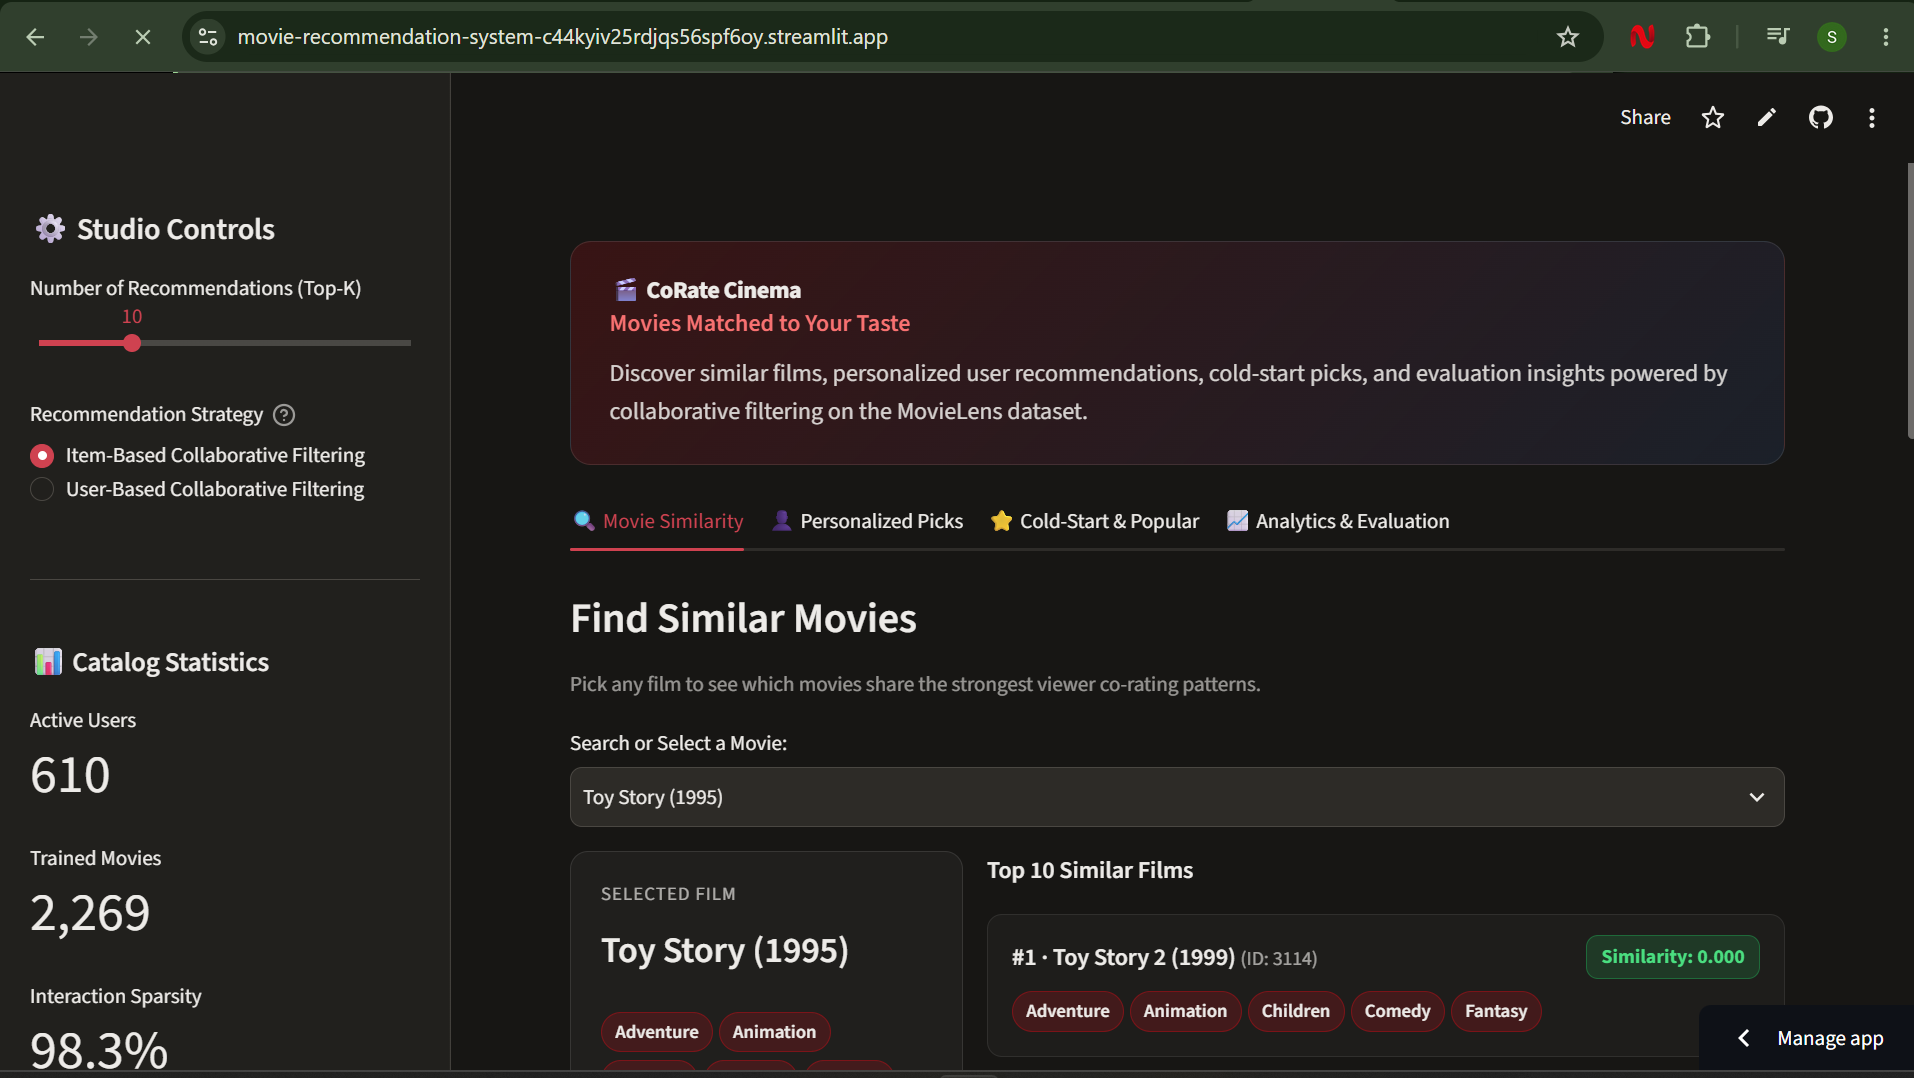 movie-recommendation-system-c44kyiv25rdjqs56spf6oy.streamlit.app
S
Share
Studio Controls
Number of Recommendations (Top-K)
10
Recommendation Strategy
Item-Based Collaborative Filtering
User-Based Collaborative Filtering
Catalog Statistics
Active Users
610
Trained Movies
2,269
Interaction Sparsity
98.3%
CoRate Cinema
Movies Matched to Your Taste
Discover similar films, personalized user recommendations, cold-start picks, and evaluation insights powered by
collaborative filtering on the MovieLens dataset.
Movie Similarity Personalized Picks Cold-Start & Popular Analytics & Evaluation
Find Similar Movies
Pick any film to see which movies share the strongest viewer co-rating patterns.
Search or Select a Movie:
Toy Story (1995)
SELECTED FILM
Toy Story (1995)
Adventure Animation
Top 10 Similar Films
#1 · Toy Story 2 (1999) (ID: 3114) Similarity: 0.000
Adventure Animation Children Comedy Fantasy
Manage app